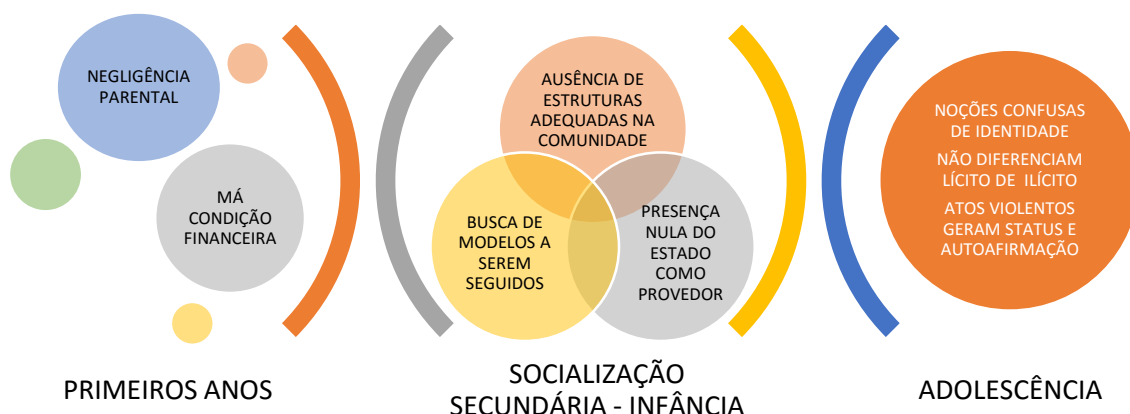 NEGLIGÊNCIA
PARENTAL
MÁ
CONDIÇÃO
FINANCEIRA
PRIMEIROS ANOS
AUSÊNCIA DE
ESTRUTURAS
ADEQUADAS NA
COMUNIDADE
BUSCA DE
MODELOS A
SEREM
SEGUIDOS
PRESENÇA
NULA DO
ESTADO
COMO
PROVEDOR
SOCIALIZAÇÃO
SECUNDÁRIA - INFÂNCIA
NOÇÕES CONFUSAS
DE IDENTIDADE
NÃO DIFERENCIAM
LÍCITO DE ILÍCITO
ATOS VIOLENTOS
GERAM STATUS E
AUTOAFIRMAÇÃO
ADOLESCÊNCIA